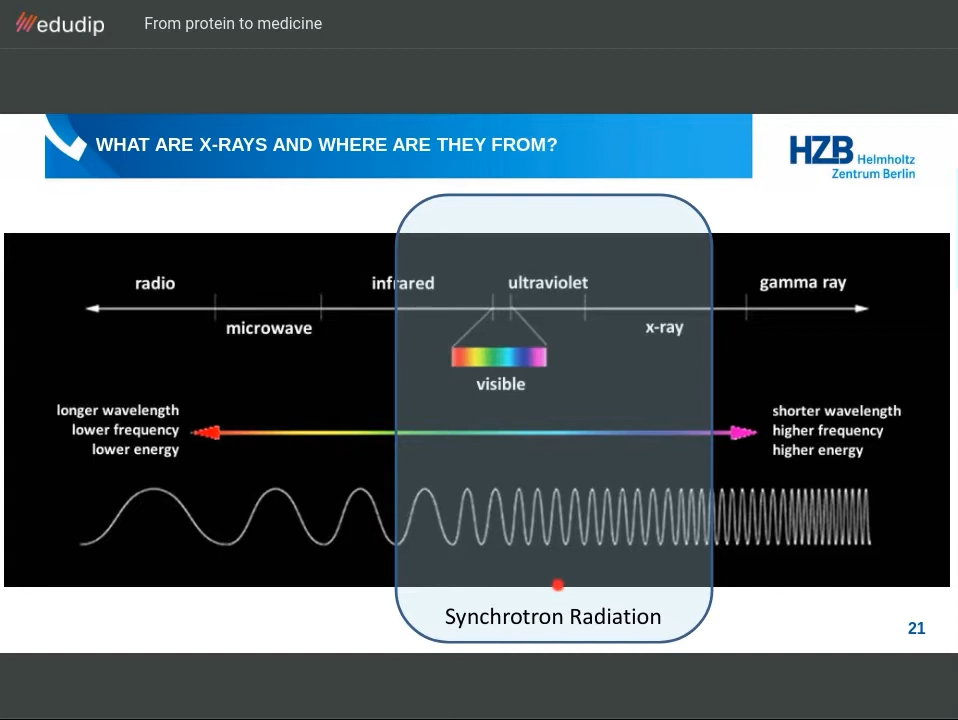 edudip
From protein to medicine
WHAT ARE X-RAYS AND WHERE ARE THEY FROM?
HZB Helmholtz
Zentrum Berlin
radio
infrared
ultraviolet
gamma ray
microwave
x-ray
visible
longer wavelength
lower frequency
lower energy
shorter wavelength
higher frequency
higher energy
Synchrotron Radiation
21